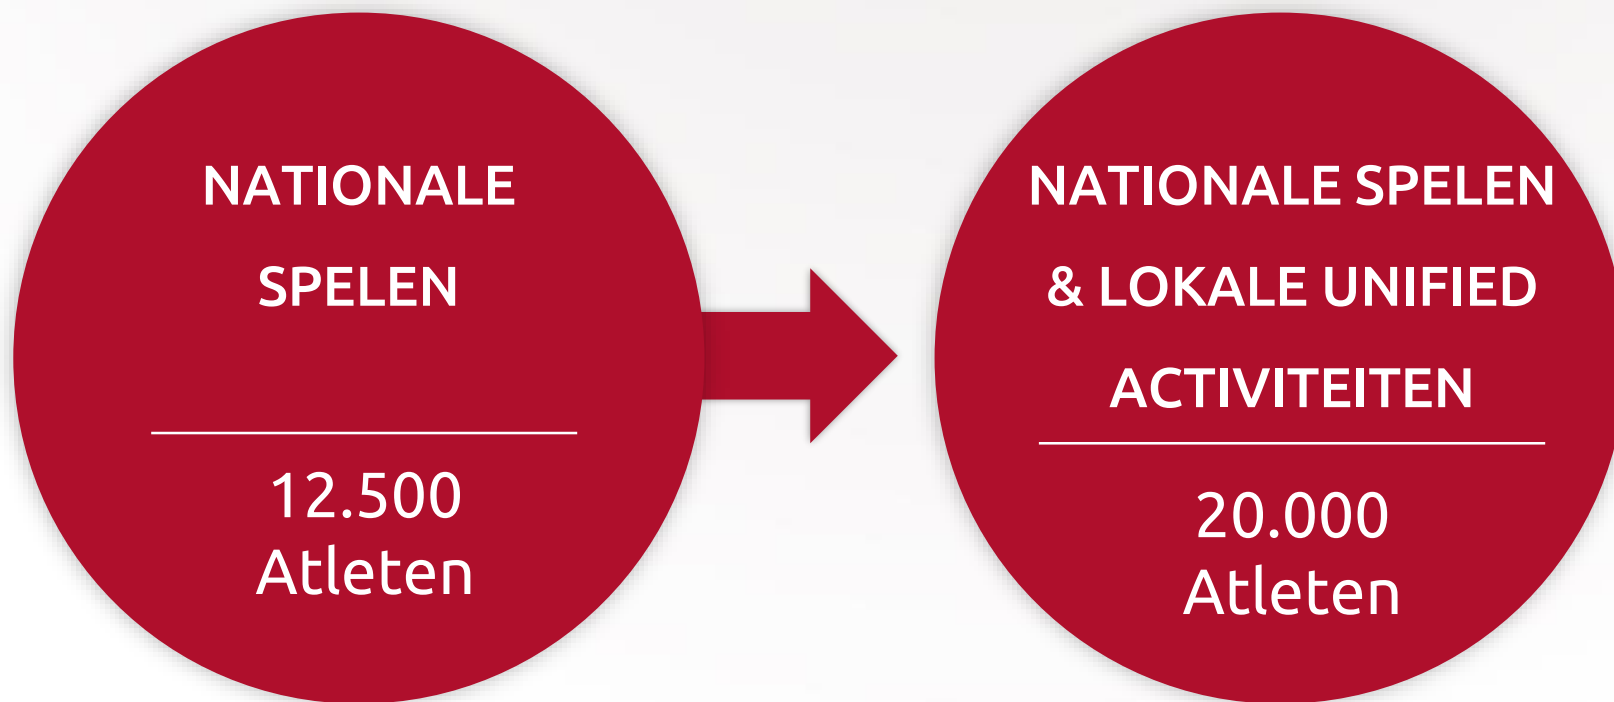 NATIONALE
SPELEN
12.500
Atleten
NATIONALE SPELEN
& LOKALE UNIFIED
ACTIVITEITEN
20.000
Atleten